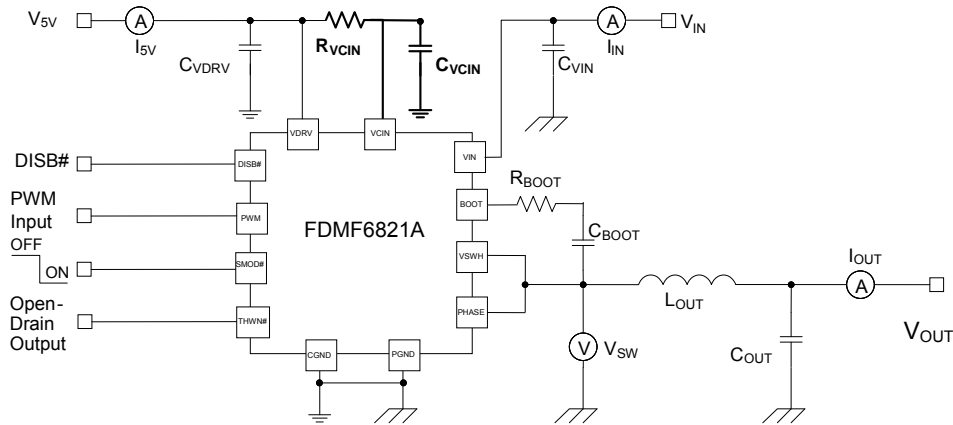 V5V
A
I5V
RVCIN
CVDRV
CVCIN
A
IIN
VIN
CVIN
VDRV
VCIN
DISB#
DISB#
VIN
RBOOT
PWM
Input
PWM
BOOT
FDMF6821A
CBOOT
OFF
ON
SMOD#
VSWH
IOUT
A
LOUT
Open-
Drain
Output
THWN#
PHASE
V
VSW
COUT
VOUT
CGND
PGND